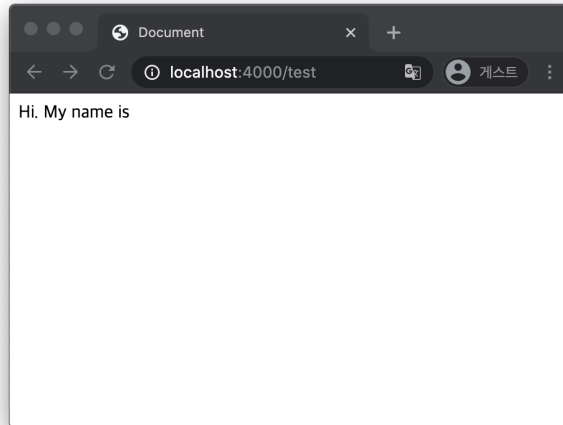 Document
localhost:4000/test
게스트
Hi. My name is